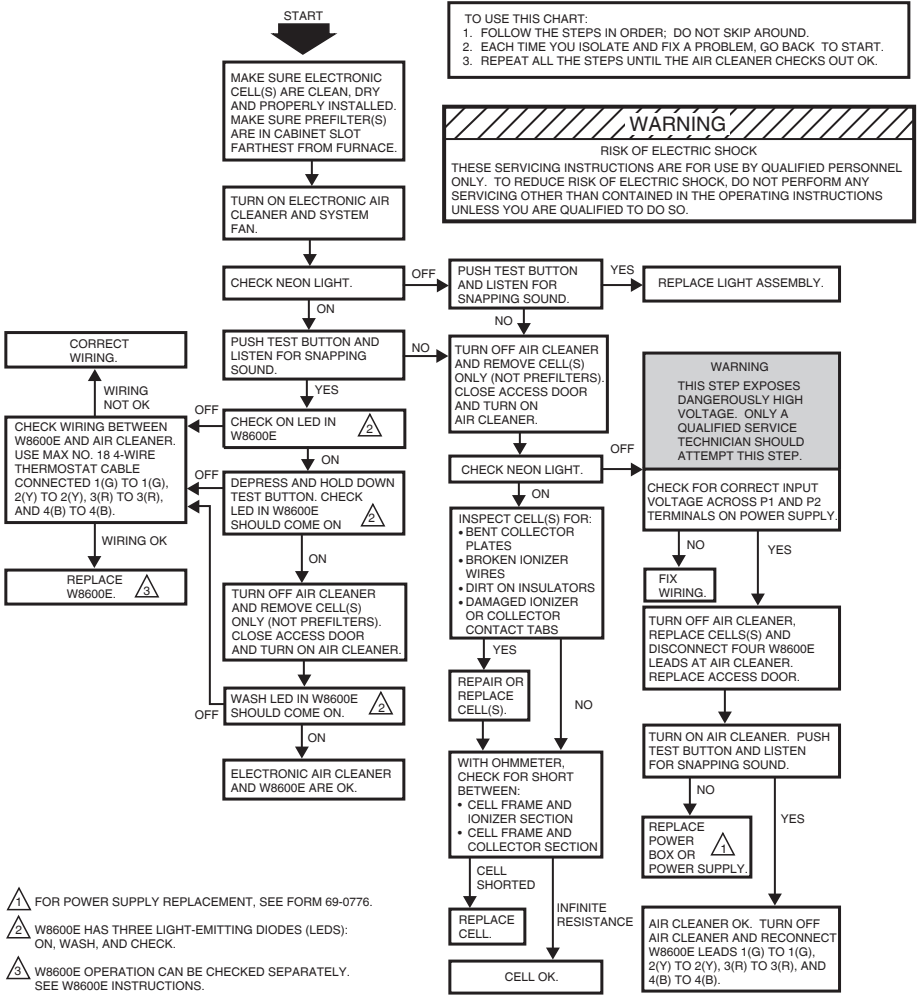 START
TO USE THIS CHART:
1. FOLLOW THE STEPS IN ORDER; DO NOT SKIP AROUND.
2. EACH TIME YOU ISOLATE AND FIX A PROBLEM, GO BACK TO START.
3. REPEAT ALL THE STEPS UNTIL THE AIR CLEANER CHECKS OUT OK.
WARNING
RISK OF ELECTRIC SHOCK
THESE SERVICING INSTRUCTIONS ARE FOR USE BY QUALIFIED PERSONNEL
ONLY. TO REDUCE RISK OF ELECTRIC SHOCK, DO NOT PERFORM ANY
SERVICING OTHER THAN CONTAINED IN THE OPERATING INSTRUCTIONS
UNLESS YOU ARE QUALIFIED TO DO SO.
MAKE SURE ELECTRONIC
CELL(S) ARE CLEAN, DRY
AND PROPERLY INSTALLED.
MAKE SURE PREFILTER(S)
ARE IN CABINET SLOT
FARTHEST FROM FURNACE.
TURN ON ELECTRONIC AIR
CLEANER AND SYSTEM
FAN.
CHECK NEON LIGHT.
OFF
PUSH TEST BUTTON
AND LISTEN FOR
SNAPPING SOUND.
YES
REPLACE LIGHT ASSEMBLY.
ON
NO
PUSH TEST BUTTON AND
LISTEN FOR SNAPPING
SOUND.
NO
TURN OFF AIR CLEANER
AND REMOVE CELL(S)
ONLY (NOT PREFILTERS).
CLOSE ACCESS DOOR
AND TURN ON
AIR CLEANER.
YES
CORRECT
WIRING.
WIRING
NOT OK
OFF
CHECK ON LED IN
W8600E
2
CHECK WIRING BETWEEN
W8600E AND AIR CLEANER.
USE MAX NO. 18 4-WIRE
THERMOSTAT CABLE
CONNECTED 1(G) TO 1(G),
2(Y) TO 2(Y), 3(R) TO 3(R),
AND 4(B) TO 4(B).
ON
OFF
DEPRESS AND HOLD DOWN
TEST BUTTON. CHECK
LED IN W8600E
SHOULD COME ON
2
WIRING OK
REPLACE
W8600E.
3
ON
TURN OFF AIR CLEANER
AND REMOVE CELL(S)
ONLY (NOT PREFILTERS).
CLOSE ACCESS DOOR
AND TURN ON AIR CLEANER.
OFF
WASH LED IN W8600E
SHOULD COME ON.
2
ON
ELECTRONIC AIR CLEANER
AND W8600E ARE OK.
CHECK NEON LIGHT.
OFF
ON
INSPECT CELL(S) FOR:
• BENT COLLECTOR
PLATES
• BROKEN IONIZER
WIRES
• DIRT ON INSULATORS
• DAMAGED IONIZER
OR COLLECTOR
CONTACT TABS
YES
REPAIR OR
REPLACE
CELL(S).
NO
WITH OHMMETER,
CHECK FOR SHORT
BETWEEN:
• CELL FRAME AND
IONIZER SECTION
• CELL FRAME AND
COLLECTOR SECTION
CELL
SHORTED
REPLACE
CELL.
INFINITE
RESISTANCE
CELL OK.
WARNING
THIS STEP EXPOSES
DANGEROUSLY HIGH
VOLTAGE. ONLY A
QUALIFIED SERVICE
TECHNICIAN SHOULD
ATTEMPT THIS STEP.
CHECK FOR CORRECT INPUT
VOLTAGE ACROSS P1 AND P2
TERMINALS ON POWER SUPPLY.
NO
FIX
WIRING.
YES
TURN OFF AIR CLEANER,
REPLACE CELLS(S) AND
DISCONNECT FOUR W8600E
LEADS AT AIR CLEANER.
REPLACE ACCESS DOOR.
TURN ON AIR CLEANER. PUSH
TEST BUTTON AND LISTEN
FOR SNAPPING SOUND.
NO
REPLACE
POWER
BOX OR
POWER SUPPLY.
1
YES
AIR CLEANER OK. TURN OFF
AIR CLEANER AND RECONNECT
W8600E LEADS 1(G) TO 1(G),
2(Y) TO 2(Y), 3(R) TO 3(R), AND
4(B) TO 4(B).
1 FOR POWER SUPPLY REPLACEMENT, SEE FORM 69-0776.
2 W8600E HAS THREE LIGHT-EMITTING DIODES (LEDS):
ON, WASH, AND CHECK.
3 W8600E OPERATION CAN BE CHECKED SEPARATELY.
SEE W8600E INSTRUCTIONS.